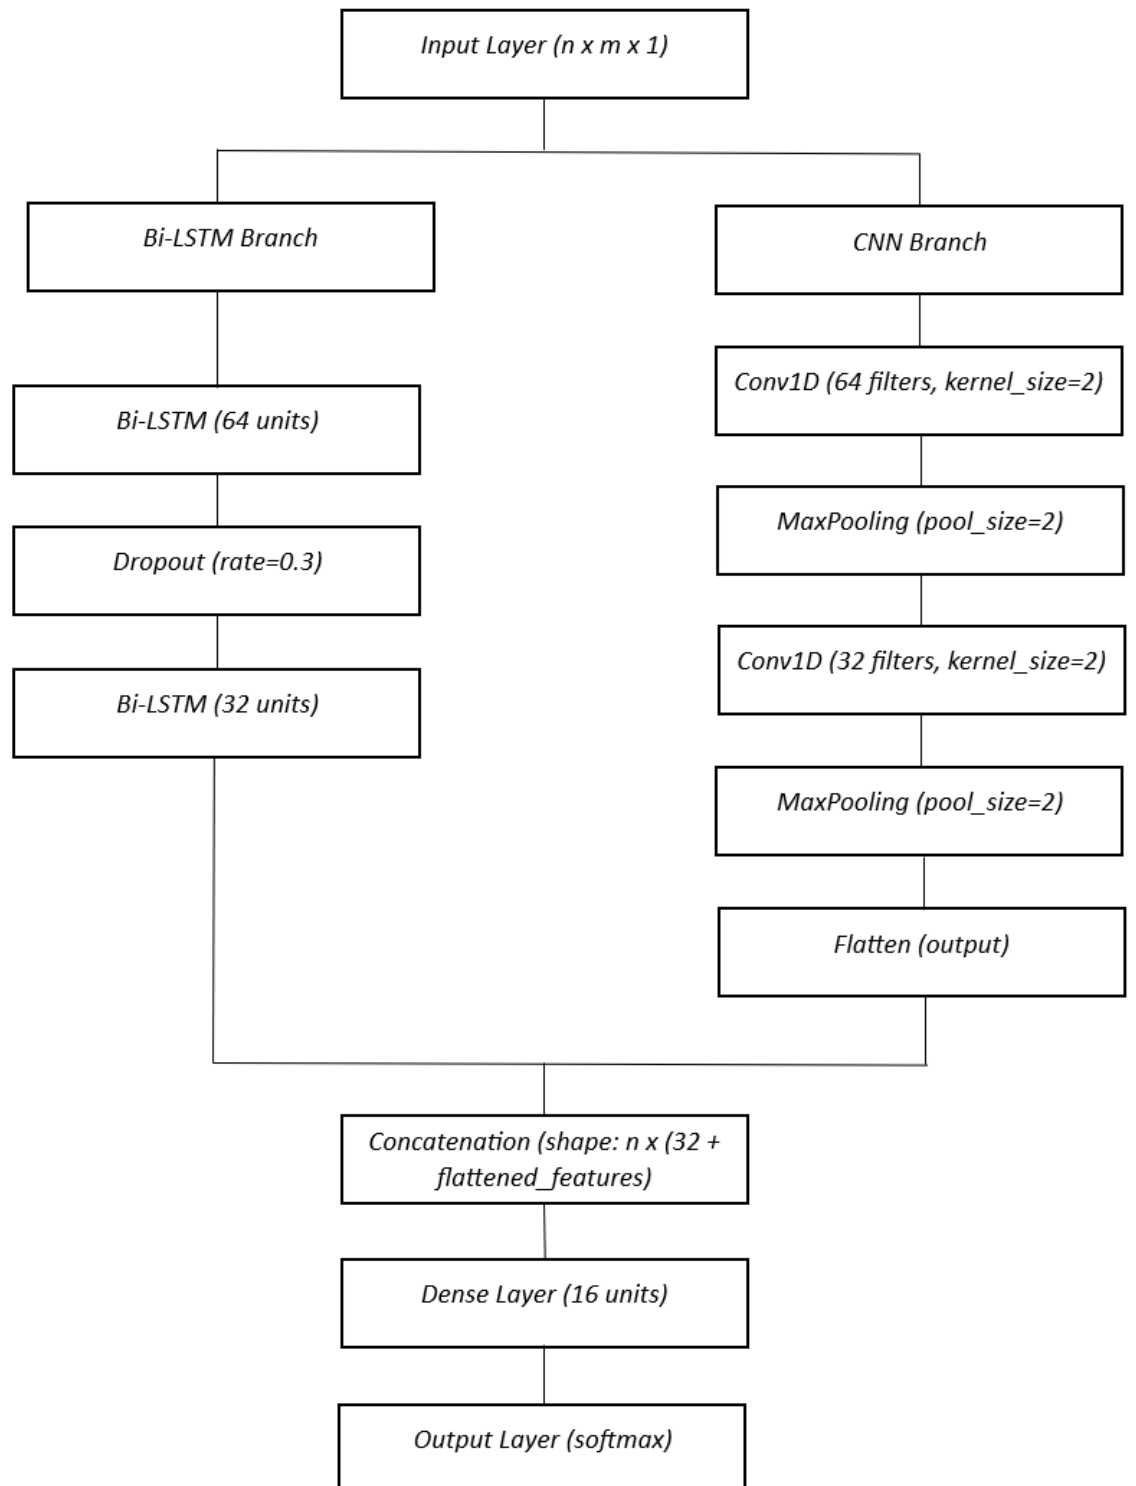 Input Layer (n x m x 1)
Bi-LSTM Branch
Bi-LSTM (64 units)
Dropout (rate=0.3)
Bi-LSTM (32 units)
CNN Branch
Conv1D (64 filters, kernel_size=2)
MaxPooling (pool_size=2)
Conv1D (32 filters, kernel_size=2)
MaxPooling (pool_size=2)
Flatten (output)
Concatenation (shape: n x (32 +
flattened_features)
Dense Layer (16 units)
Output Layer (softmax)